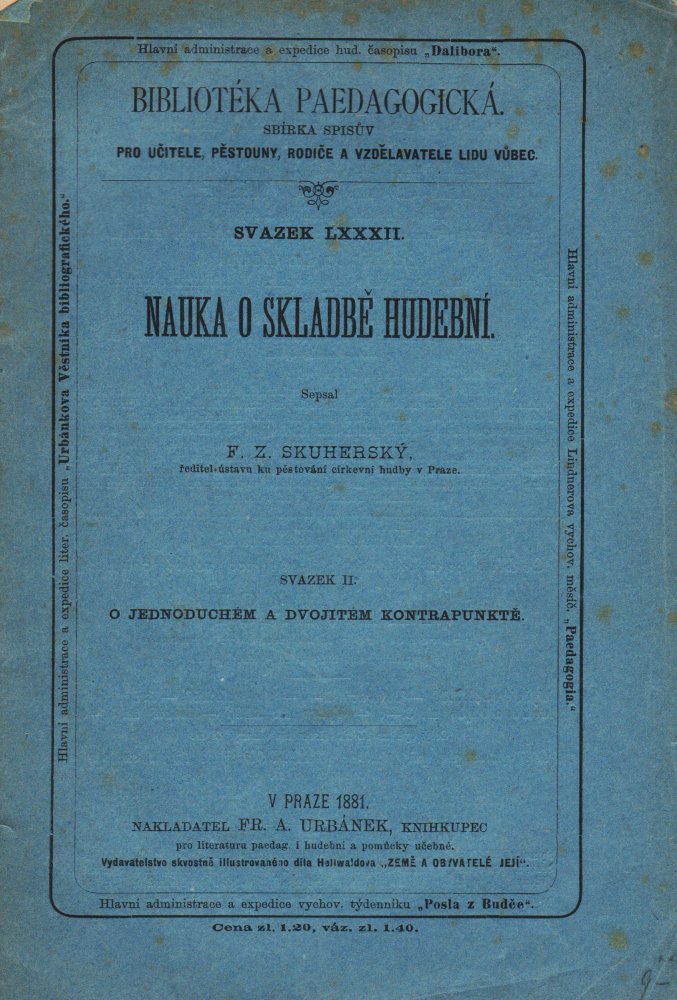 Hlavní administrace a expedice hud. časopisu „Dalibora“.
BIBLIOTÉKA PAEDAGOGICKÁ.
SBÍRKA SPISŮV
PRO UČITELE, PĚSTOUNY, RODIČE A VZDĚLAVATELE LIDU VŮBEC.
SVAZEK LXXXII.
NAUKA O SKLADBĚ HUDEBNÍ.
Sepsal
F. Z. SKUHERSKÝ,
ředitel ústavu ku pěstování církevní hudby v Praze.
SVAZEK II.
O JEDNODUCHÉM A DVOJITÉM KONTRAPUNKTĚ.
V PRAZE 1881.
NAKLADATEL FR. A. URBÁNEK, KNIHKUPEC
pro literaturu paedag. i hudební a pomůcky učebné.
Vydavatelstvo skvostně illustrovaného díla Hellwaldova „ZEMĚ A OBYVATELÉ JEJÍ“.
Hlavní administrace a expedice liter. časopisu „Urbánkova Věstníka bibliografického.“
Hlavní administrace a expedice Lindnerova vychov. měsíč. „Paedagogia.“
Hlavní administrace a expedice vychov. týdenníku „Posla z Budče“.
Cena zl. 1.20, váz. zl. 1.40.
9–